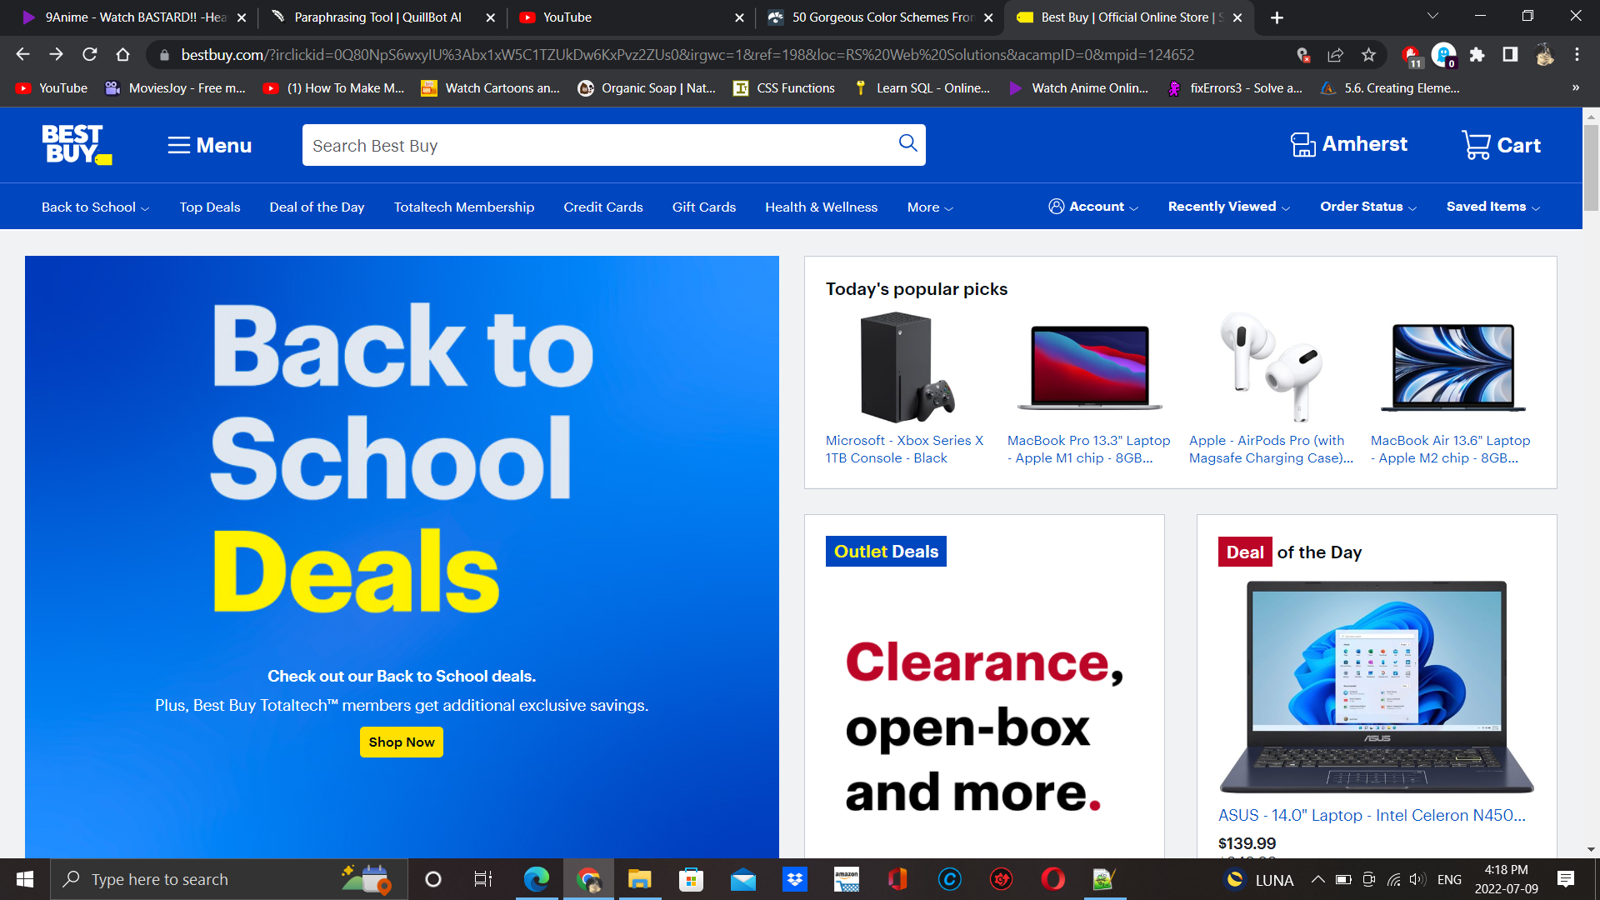 9Anime - Watch BASTARD!! -Hea
Paraphrasing Tool | QuillBot AI
YouTube
50 Gorgeous Color Schemes Fror
Best Buy | Official Online Store | S
bestbuy.com/?irclickid=0Q80NpS6wxyIU%3Abx1xW5C1TZUkDw6KxPvz2ZUs0&irgwc=1&ref=198&loc=RS%20Web%20Solutions&acampID=0&mpid=124652
11
0
YouTube
MoviesJoy - Free m...
(1) How To Make M...
Watch Cartoons an...
Organic Soap | Nat...
CSS Functions
Learn SQL - Online...
Watch Anime Online...
fixErrors3 - Solve a...
5.6. Creating Eleme...
»
BEST
BUY
Menu
Search Best Buy
Amherst
Cart
Back to School
Top Deals
Deal of the Day
Totaltech Membership
Credit Cards
Gift Cards
Health & Wellness
More
Account
Recently Viewed
Order Status
Saved Items
Back to
School
Deals
Check out our Back to School deals.
Plus, Best Buy Totaltech™ members get additional exclusive savings.
Shop Now
Today's popular picks
Microsoft - Xbox Series X
1TB Console - Black
MacBook Pro 13.3" Laptop
- Apple M1 chip - 8GB...
Apple - AirPods Pro (with
Magsafe Charging Case)...
MacBook Air 13.6" Laptop
- Apple M2 chip - 8GB...
Outlet Deals
Clearance,
open-box
and more.
Deal of the Day
ASUS
ASUS - 14.0" Laptop - Intel Celeron N450...
$139.99
Type here to search
amazon
LUNA
ENG
4:18 PM
2022-07-09